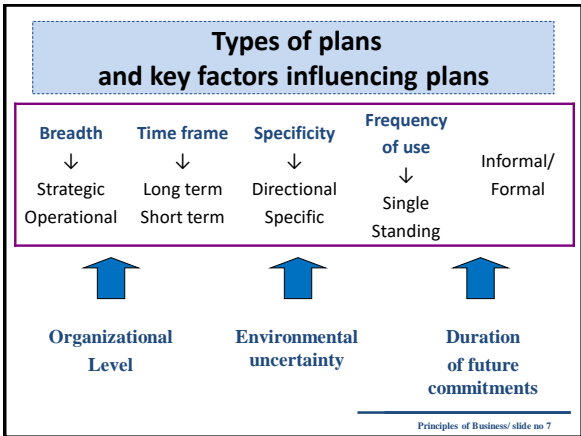 Types of plans
and key factors influencing plans
Breadth
↓
Strategic
Operational
Time frame
↓
Long term
Short term
Specificity
↓
Directional
Specific
Frequency
of use
↓
Single
Standing
Informal/
Formal
Organizational
Level
Environmental
uncertainty
Duration
of future
commitments
Principles of Business/ slide no 7